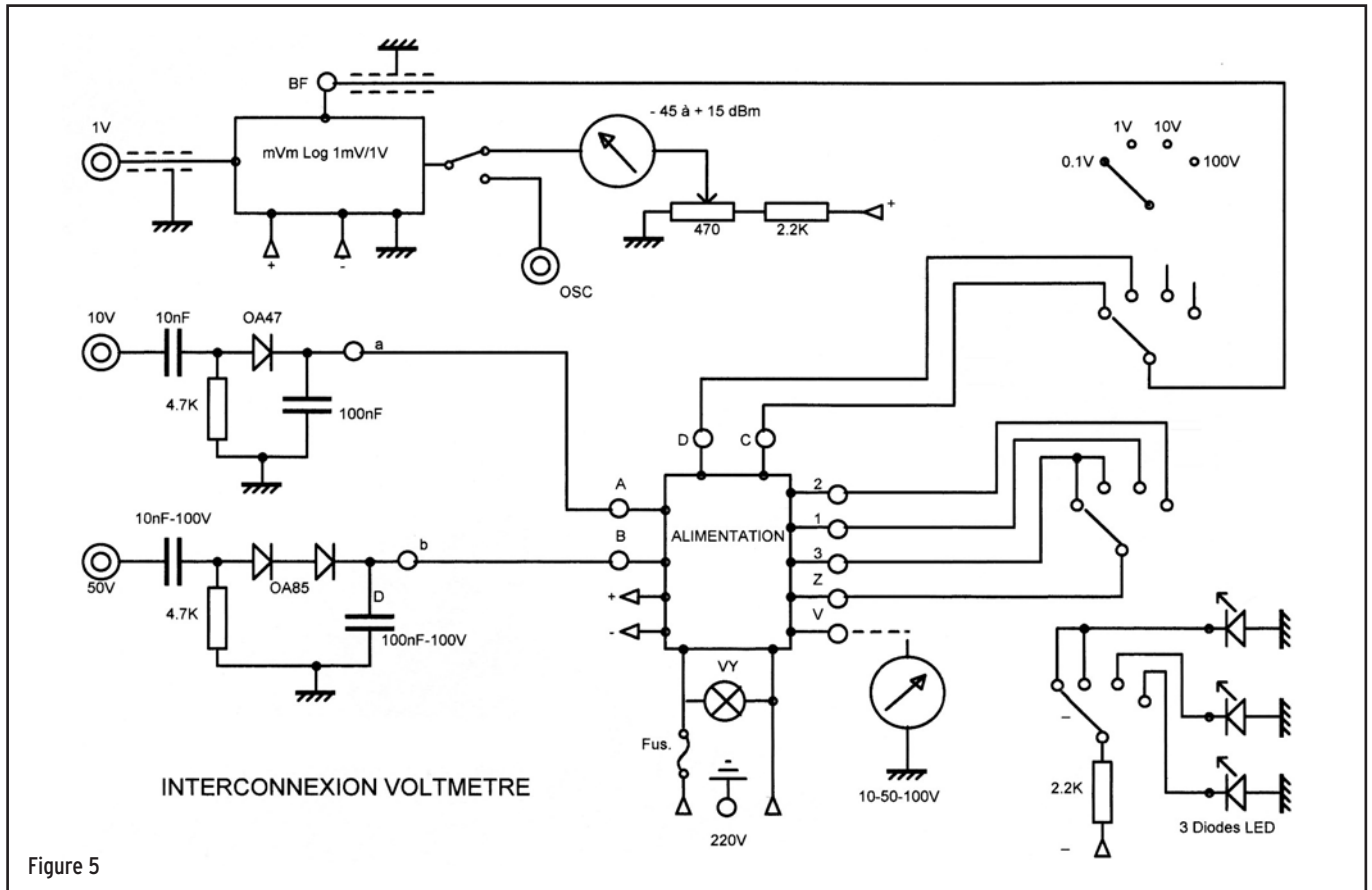 BF
- 45 à + 15 dBm
1V
mVm Log 1mV/1V
+
-
OSC
470
2.2K
+
1V
10V
0.1V
100V
10V
10nF
OA47
a
4.7K
100nF
D
C
A
B
ALIMENTATION
2
1
3
Z
V
+
-
10nF-100V
50V
OA85
b
D
4.7K
100nF-100V
VY
Fus.
220V
10-50-100V
–
2.2K
–
3 Diodes LED
INTERCONNEXION VOLTMETRE
Figure 5